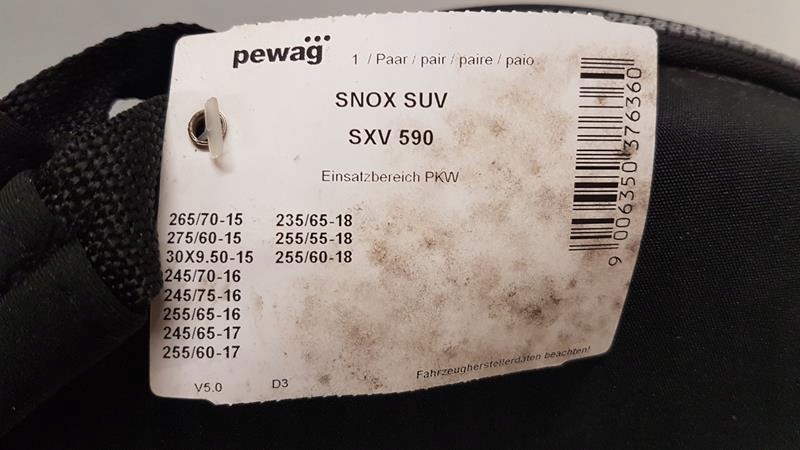 pewag
1 / Paar / pair / paire / paio
SNOX SUV
SXV 590
Einsatzbereich PKW
265/70-15
275/60-15
30X9.50-15
245/70-16
245/75-16
255/65-16
245/65-17
255/60-17
235/65-18
255/55-18
255/60-18
V5.0 D3
Fahrzeugherstellerdaten beachten!
9 006350 376360